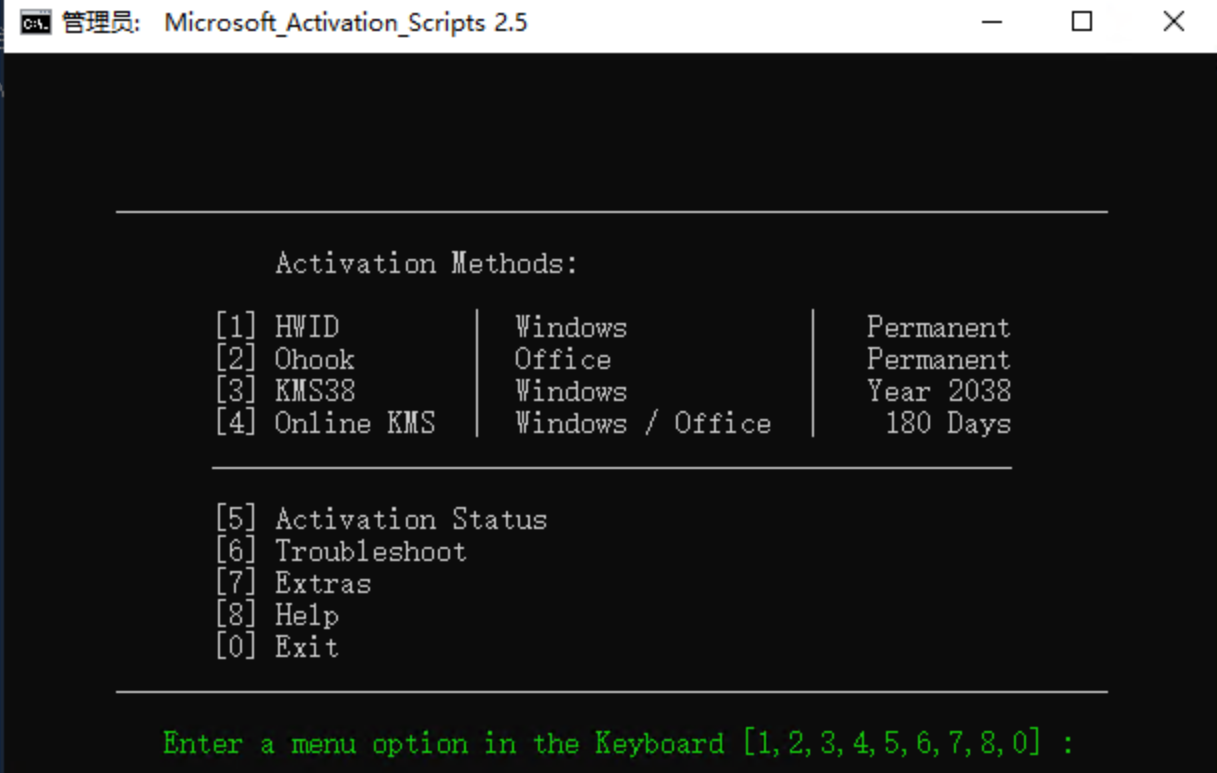 管理员: Microsoft_Activation_Scripts 2.5
Activation Methods:
[1] HWID | Windows | Permanent
[2] Ohook | Office | Permanent
[3] KMS38 | Windows | Year 2038
[4] Online KMS | Windows / Office | 180 Days
[5] Activation Status
[6] Troubleshoot
[7] Extras
[8] Help
[0] Exit
Enter a menu option in the Keyboard [1,2,3,4,5,6,7,8,0] :